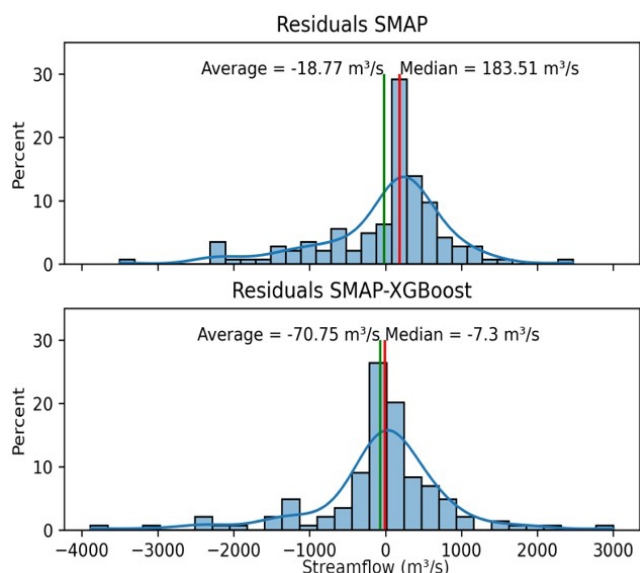 Residuals SMAP
Average = -18.77 m³/s Median = 183.51 m³/s
30
20
10
0
Percent
Residuals SMAP-XGBoost
Average = -70.75 m³/s Median = -7.3 m³/s
30
20
10
0
Percent
−4000 −3000 −2000 −1000 0 1000 2000 3000
Streamflow (m³/s)